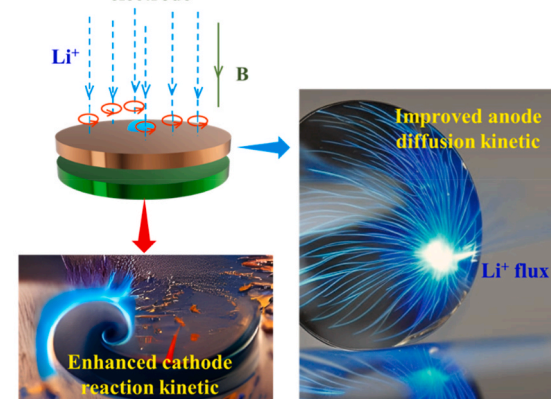 Li⁺
B
Improved anode
diffusion kinetic
Li⁺ flux
Enhanced cathode
reaction kinetic